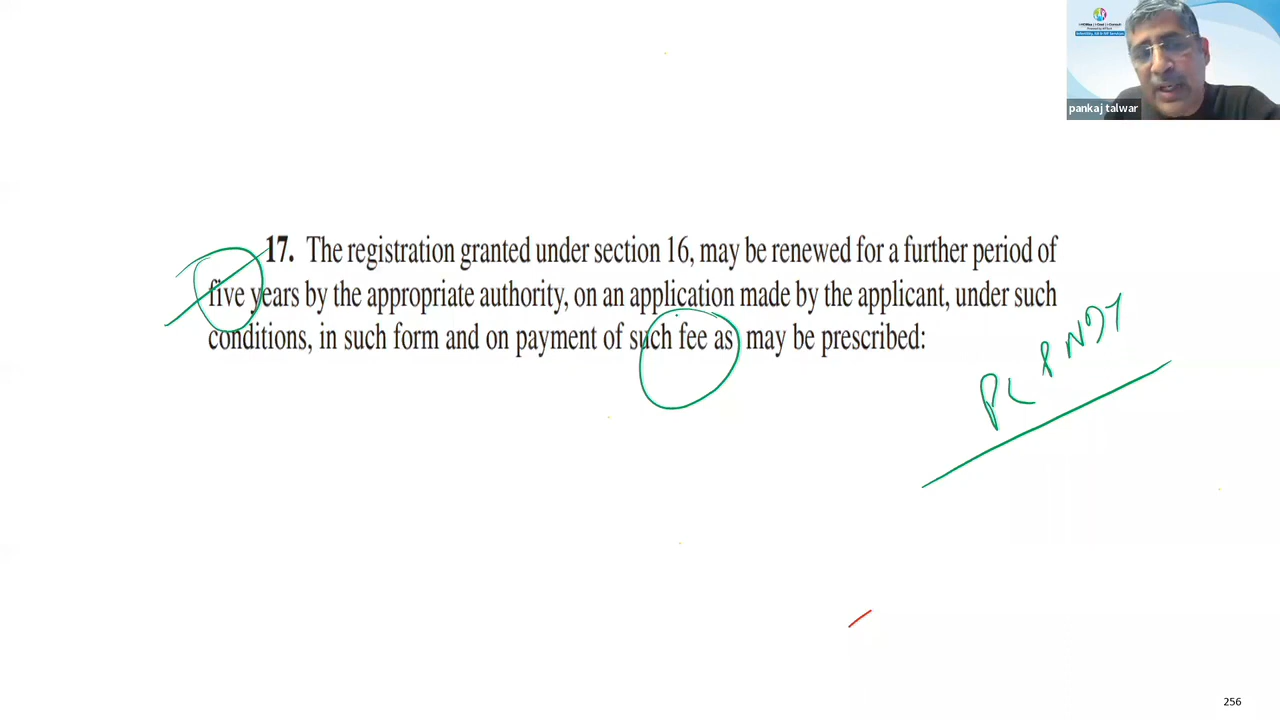 17. The registration granted under section 16, may be renewed for a further period of
five years by the appropriate authority, on an application made by the applicant, under such
conditions, in such form and on payment of such fee as may be prescribed:
PC PNDT
pankaj talwar
256